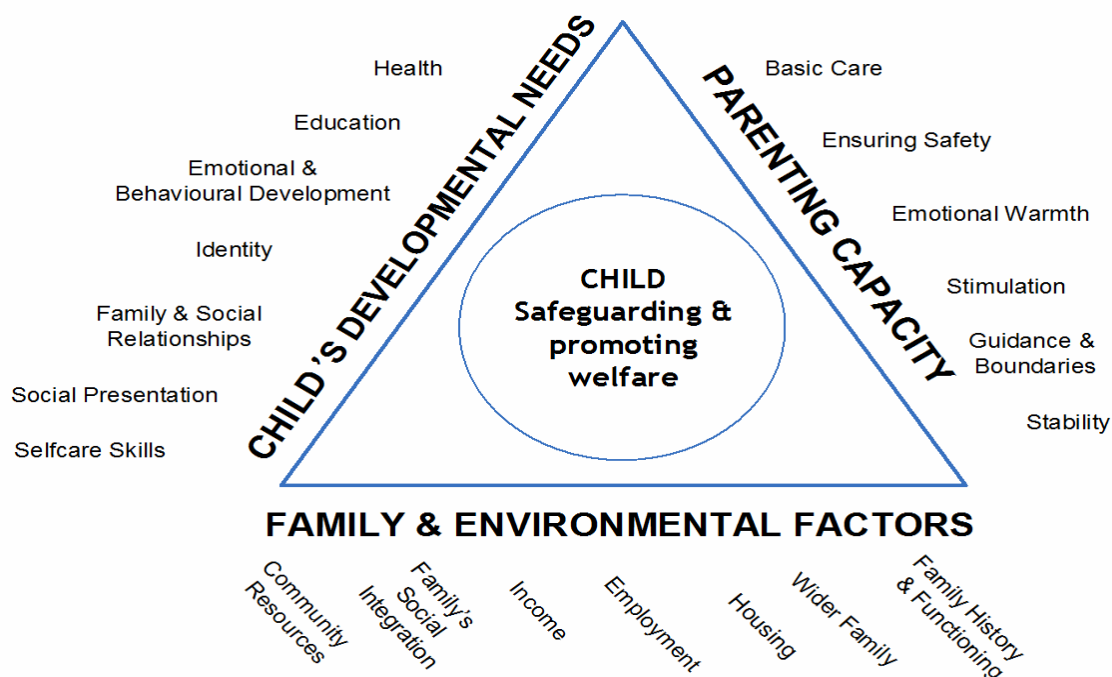 CHILD'S DEVELOPMENTAL NEEDS
Health
Education
Emotional &
Behavioural Development
Identity
Family & Social
Relationships
Social Presentation
Selfcare Skills
PARENTING CAPACITY
Basic Care
Ensuring Safety
Emotional Warmth
Stimulation
Guidance &
Boundaries
Stability
CHILD
Safeguarding &
promoting
welfare
FAMILY & ENVIRONMENTAL FACTORS
Community
Resources
Family's
Social
Integration
Income
Employment
Housing
Wider Family
Family History
& Functioning